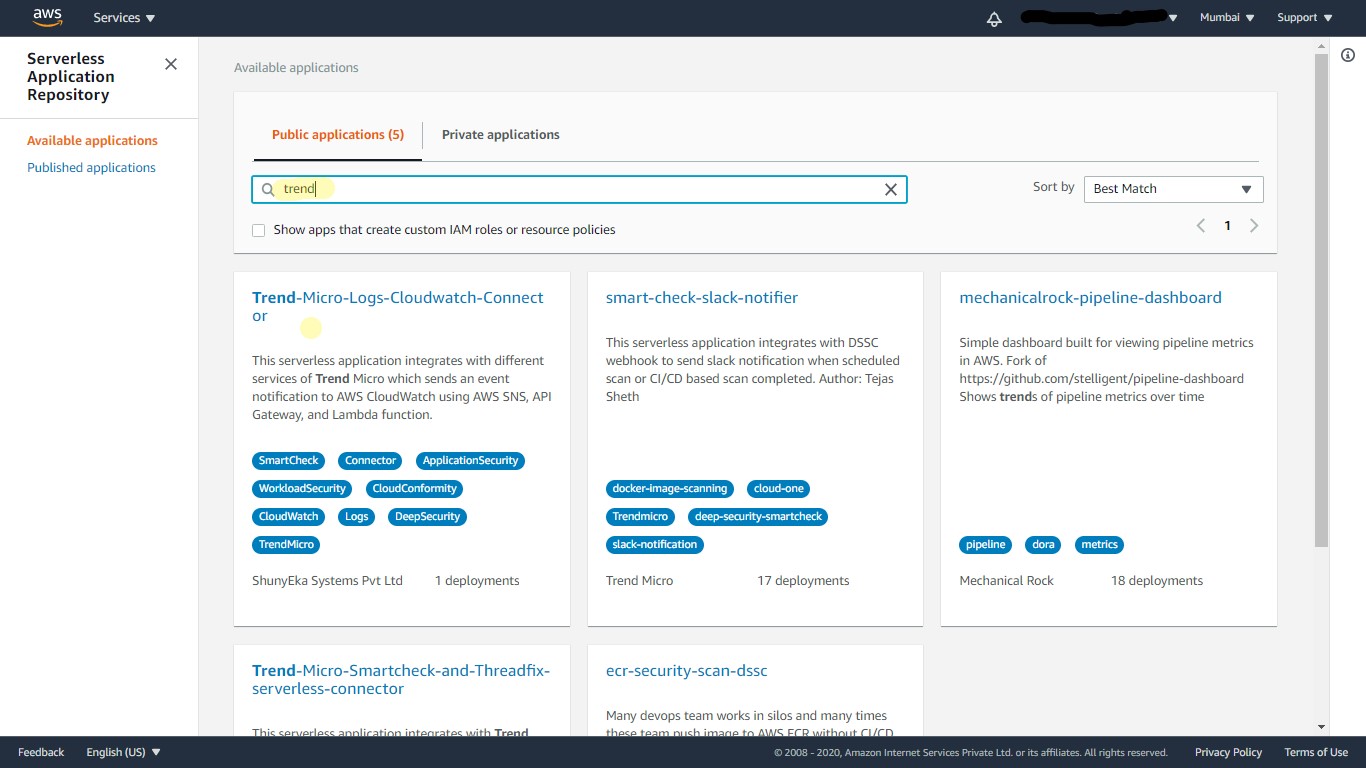 aws
Services
Mumbai
Support
Serverless
Application
Repository
Available applications
Published applications
Available applications
Public applications (5)
Private applications
trend
Sort by
Best Match
Show apps that create custom IAM roles or resource policies
1
Trend-Micro-Logs-Cloudwatch-Connect
or
This serverless application integrates with different
services of Trend Micro which sends an event
notification to AWS CloudWatch using AWS SNS, API
Gateway, and Lambda function.
SmartCheck
Connector
ApplicationSecurity
WorkloadSecurity
CloudConformity
CloudWatch
Logs
DeepSecurity
TrendMicro
ShunyEka Systems Pvt Ltd
1 deployments
smart-check-slack-notifier
This serverless application integrates with DSSC
webhook to send slack notification when scheduled
scan or CI/CD based scan completed. Author: Tejas
Sheth
docker-image-scanning
cloud-one
Trendmicro
deep-security-smartcheck
slack-notification
Trend Micro
17 deployments
mechanicalrock-pipeline-dashboard
Simple dashboard built for viewing pipeline metrics
in AWS. Fork of
https://github.com/stelligent/pipeline-dashboard
Shows trends of pipeline metrics over time
pipeline
dora
metrics
Mechanical Rock
18 deployments
Trend-Micro-Smartcheck-and-Threadfix-
serverless-connector
This serverless application integrates with Trend
ecr-security-scan-dssc
Many devops team works in silos and many times
these team push image to AWS ECR without CI/CD
Feedback
English (US)
© 2008 - 2020, Amazon Internet Services Private Ltd. or its affiliates. All rights reserved.
Privacy Policy
Terms of Use